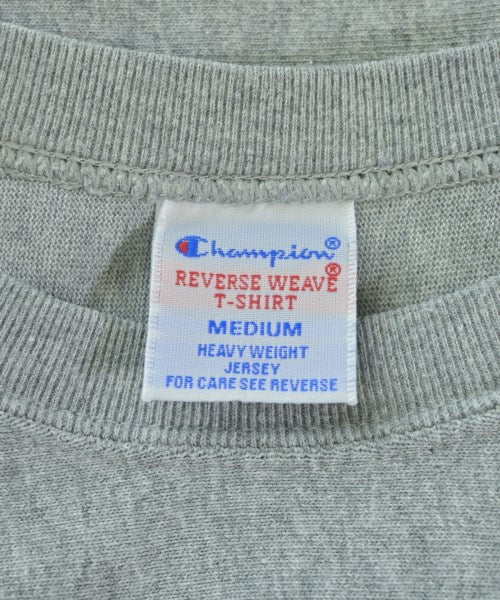 Champion®
REVERSE WEAVE®
T-SHIRT
MEDIUM
HEAVY WEIGHT
JERSEY
FOR CARE SEE REVERSE